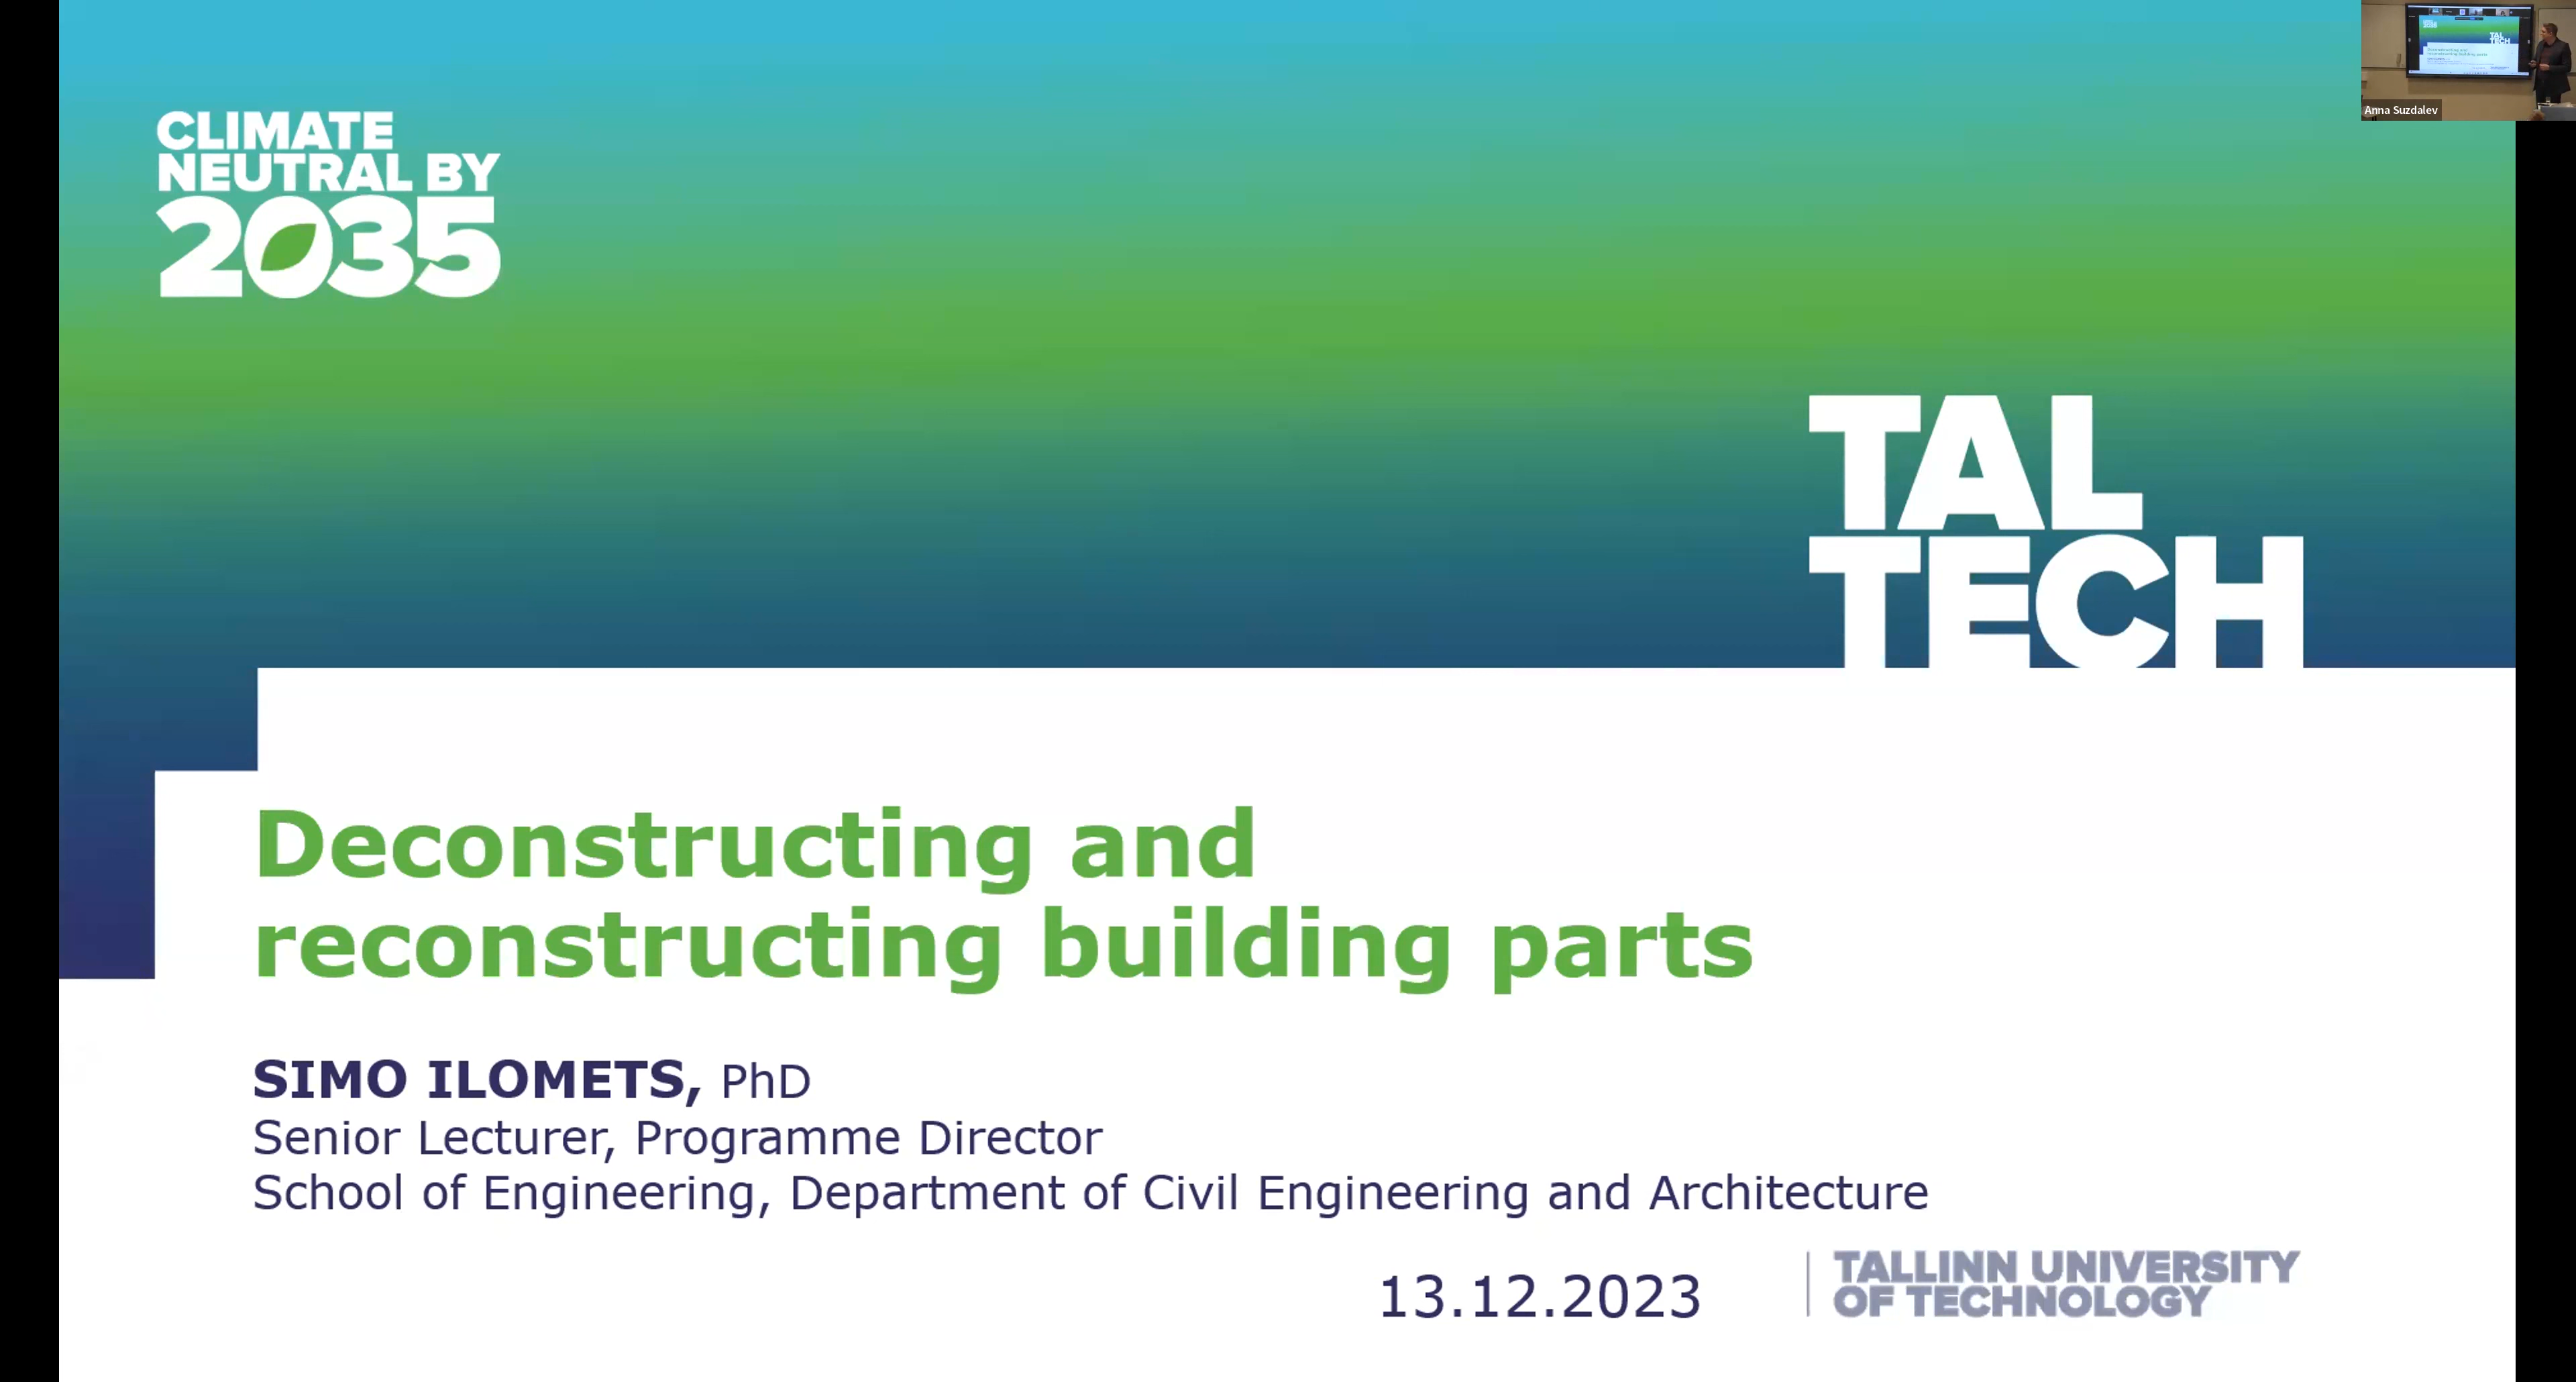 CLIMATE
NEUTRAL BY
2035
Anna Suzdalev
TAL
TECH
Deconstructing and
reconstructing building parts
SIMO ILOMETS, PhD
Senior Lecturer, Programme Director
School of Engineering, Department of Civil Engineering and Architecture
13.12.2023
TALLINN UNIVERSITY
OF TECHNOLOGY